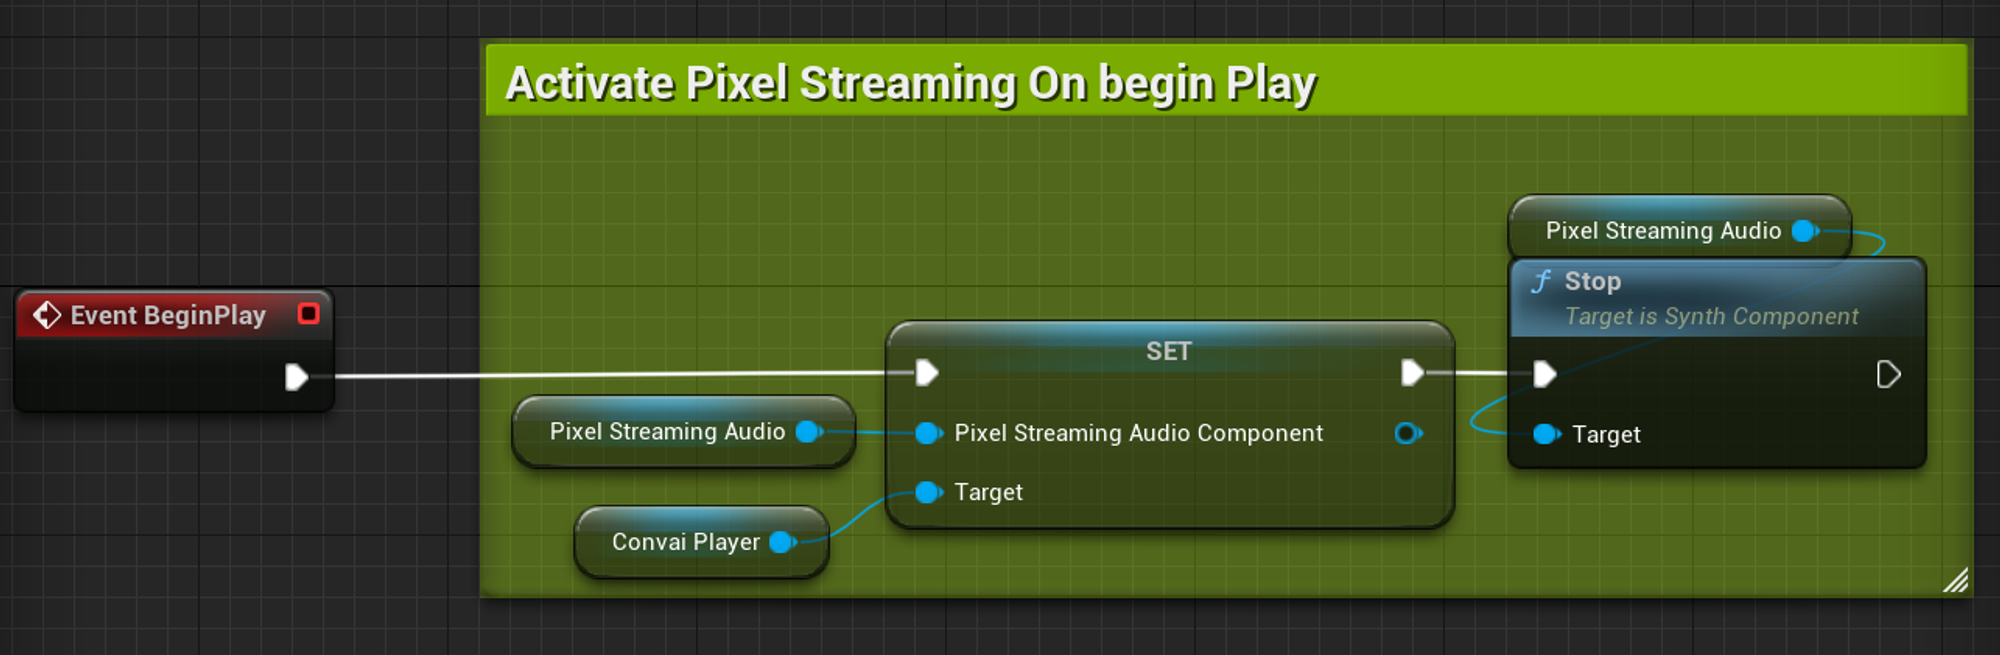 Activate Pixel Streaming On begin Play
Pixel Streaming Audio
f Stop
Target is Synth Component
Event BeginPlay
SET
Pixel Streaming Audio
Pixel Streaming Audio Component
Target
Target
Convai Player